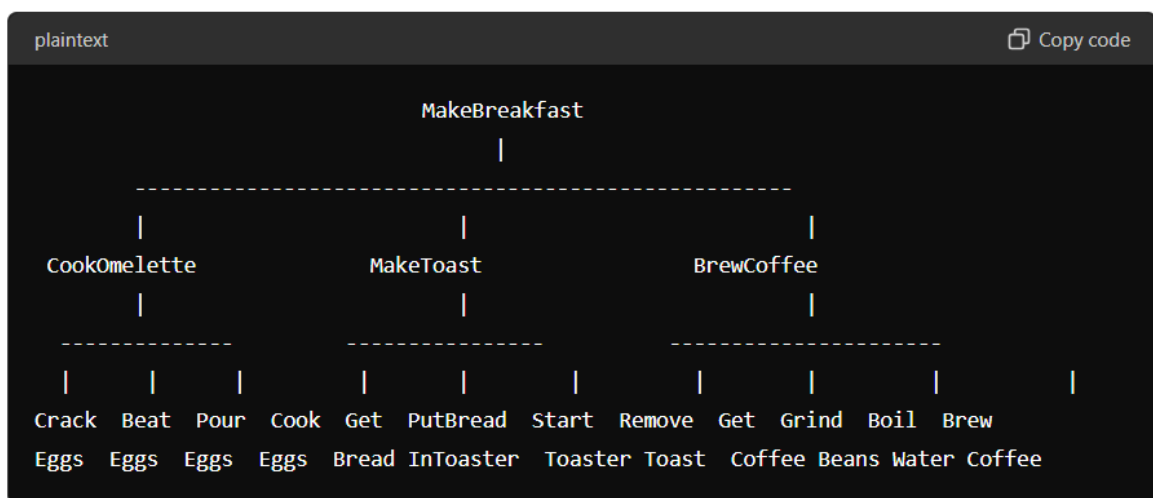 plaintext Copy code
MakeBreakfast
|
-----------------------------------------------------
| | |
CookOmelette MakeToast BrewCoffee
| | |
-------------- ---------------- ----------------------
| | | | | | | | | |
Crack Beat Pour Cook Get PutBread Start Remove Get Grind Boil Brew
Eggs Eggs Eggs Eggs Bread InToaster Toaster Toast Coffee Beans Water Coffee